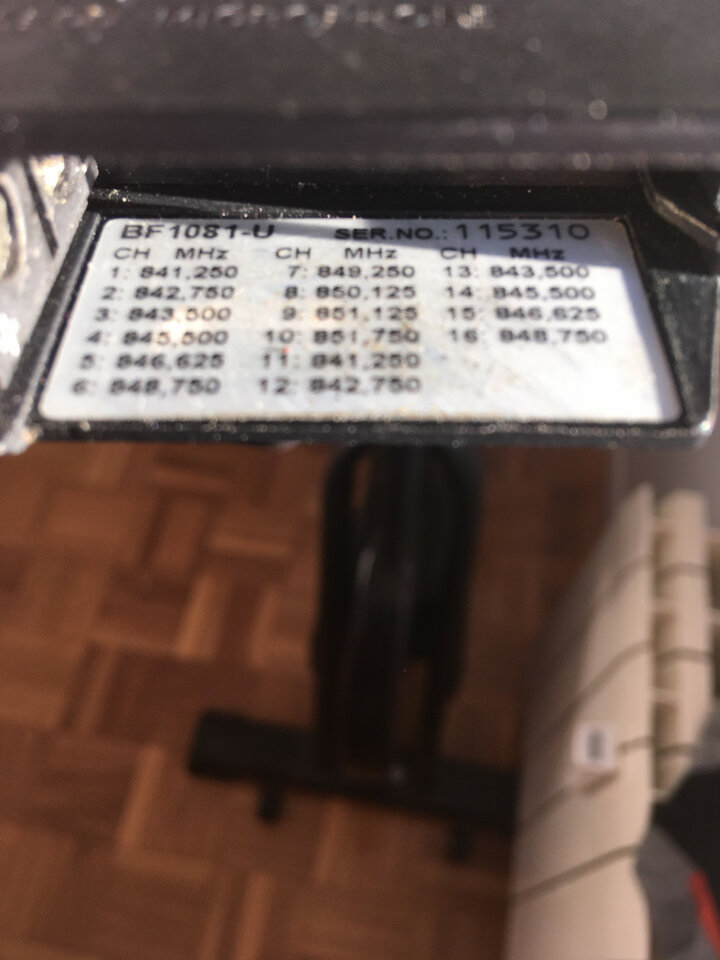 BF1081-U SER.NO.: 115310
CH MHz CH MHz CH MHz
1: 841,250 7: 849,250 13: 843,500
2: 842,750 8: 850,125 14: 845,500
3: 843,500 9: 851,125 15: 846,625
4: 845,500 10: 851,750 16: 848,750
5: 846,625 11: 841,250
6: 848,750 12: 842,750